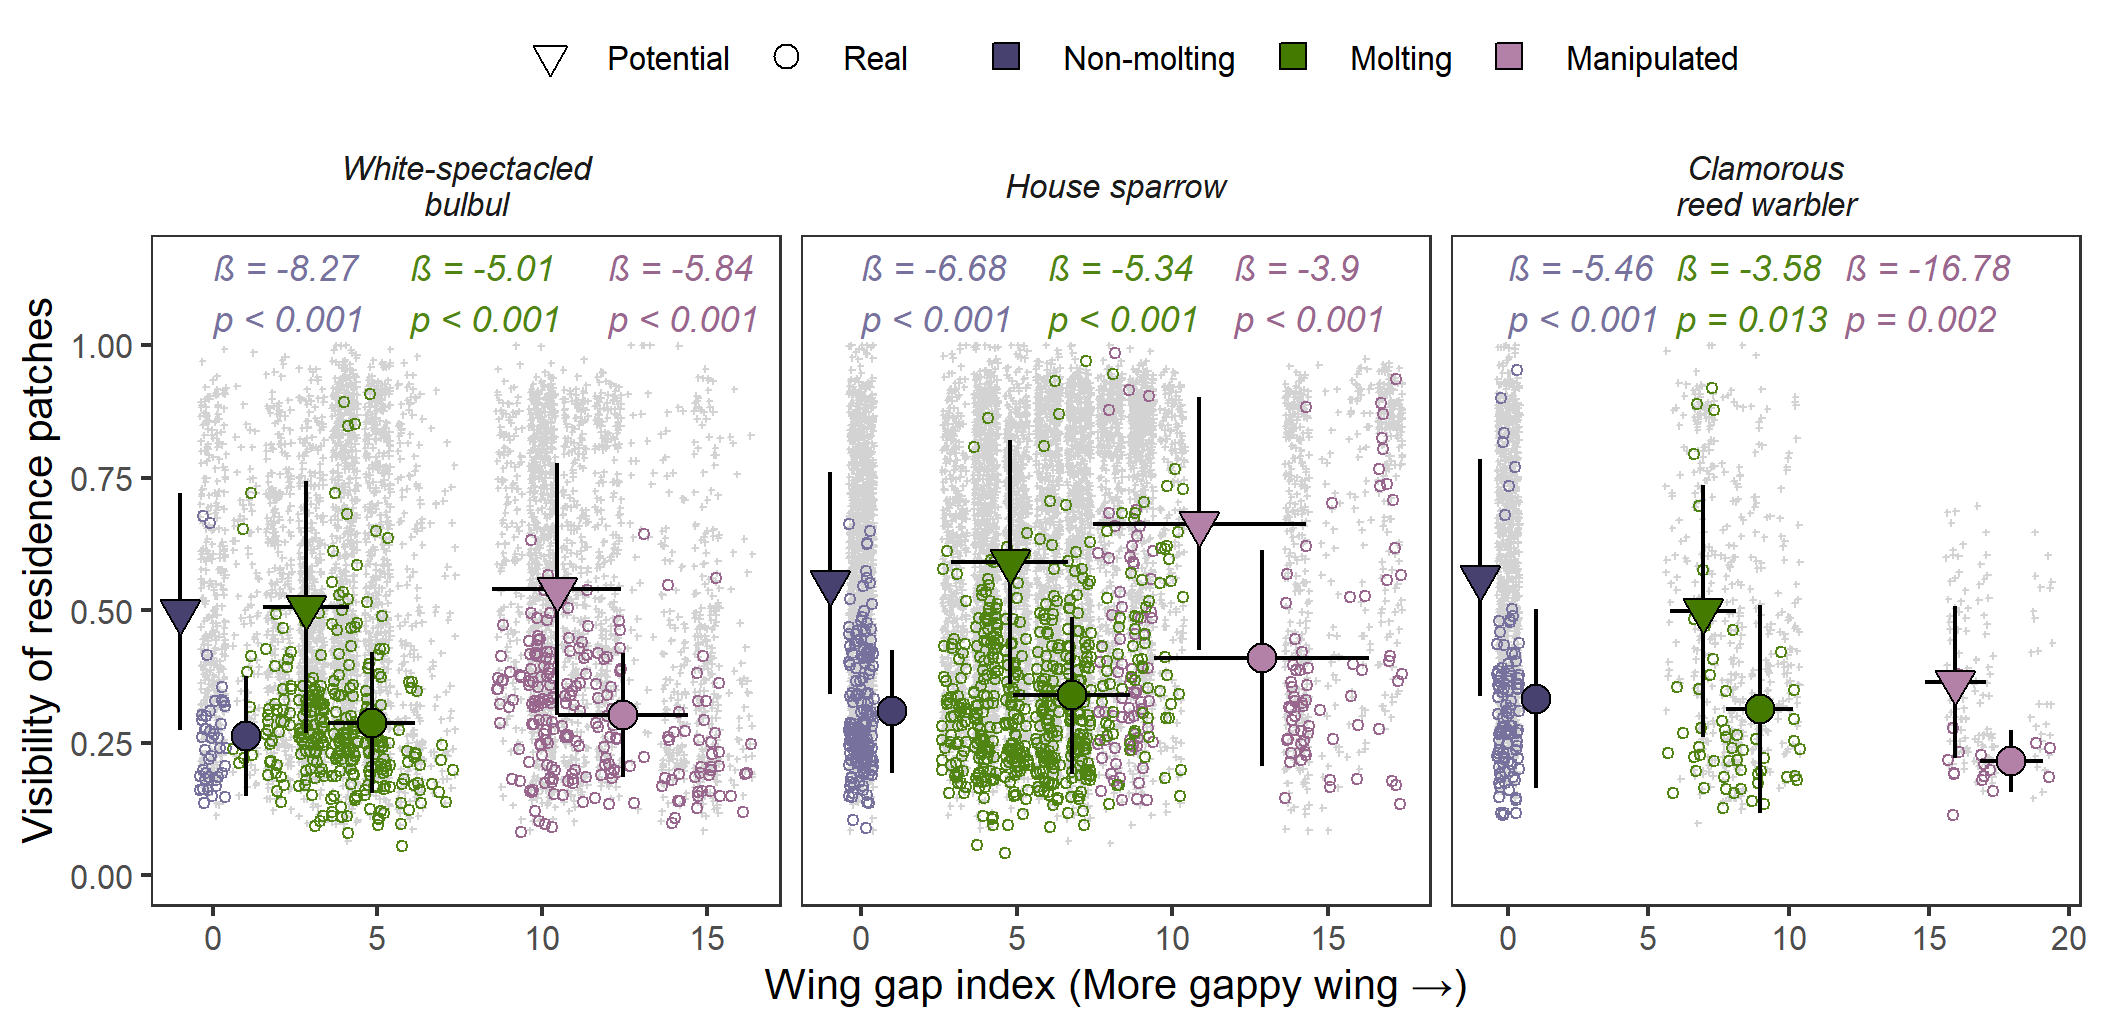 Potential Real Non-molting Molting Manipulated
White-spectacled
bulbul
House sparrow
Clamorous
reed warbler
ß = -8.27 ß = -5.01 ß = -5.84
p < 0.001 p < 0.001 p < 0.001
ß = -6.68 ß = -5.34 ß = -3.9
p < 0.001 p < 0.001 p < 0.001
ß = -5.46 ß = -3.58 ß = -16.78
p < 0.001 p = 0.013 p = 0.002
Visibility of residence patches
1.00
0.75
0.50
0.25
0.00
0 5 10 15
0 5 10 15
0 5 10 15 20
Wing gap index (More gappy wing →)